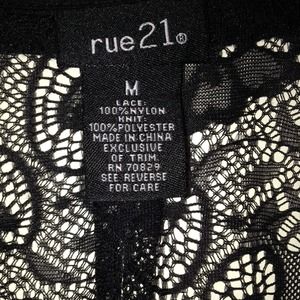 rue21®
M
LACE:
100%NYLON
KNIT:
100%POLYESTER
MADE IN CHINA
EXCLUSIVE
OF TRIM.
RN 70829
SEE REVERSE
FOR CARE